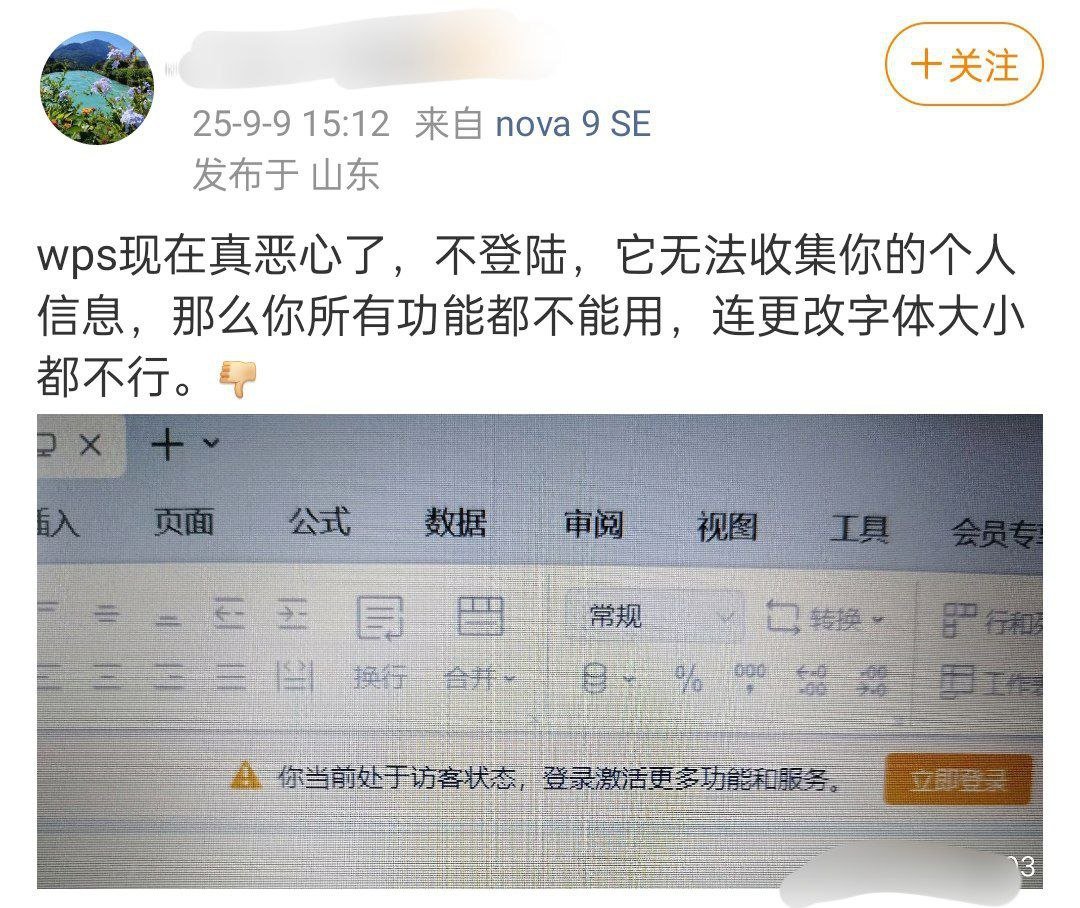 +关注
25-9-9 15:12 来自 nova 9 SE
发布于 山东
wps现在真恶心了，不登陆，它无法收集你的个人
信息，那么你所有功能都不能用，连更改字体大小
都不行。👎
插入 页面 公式 数据 审阅 视图 工具 会员专
常规 转换 行和列
换行 合并 % 000 ←.0 .00 .00 →.0 工作表
你当前处于访客状态，登录激活更多功能和服务。 立即登录
03